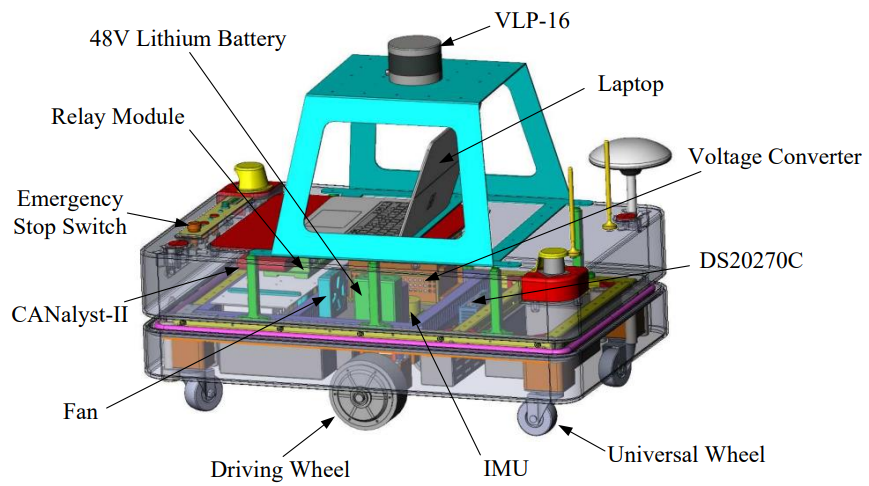 VLP-16
48V Lithium Battery
Laptop
Relay Module
Voltage Converter
Emergency
Stop Switch
DS20270C
CANalyst-II
Fan
Driving Wheel
IMU
Universal Wheel